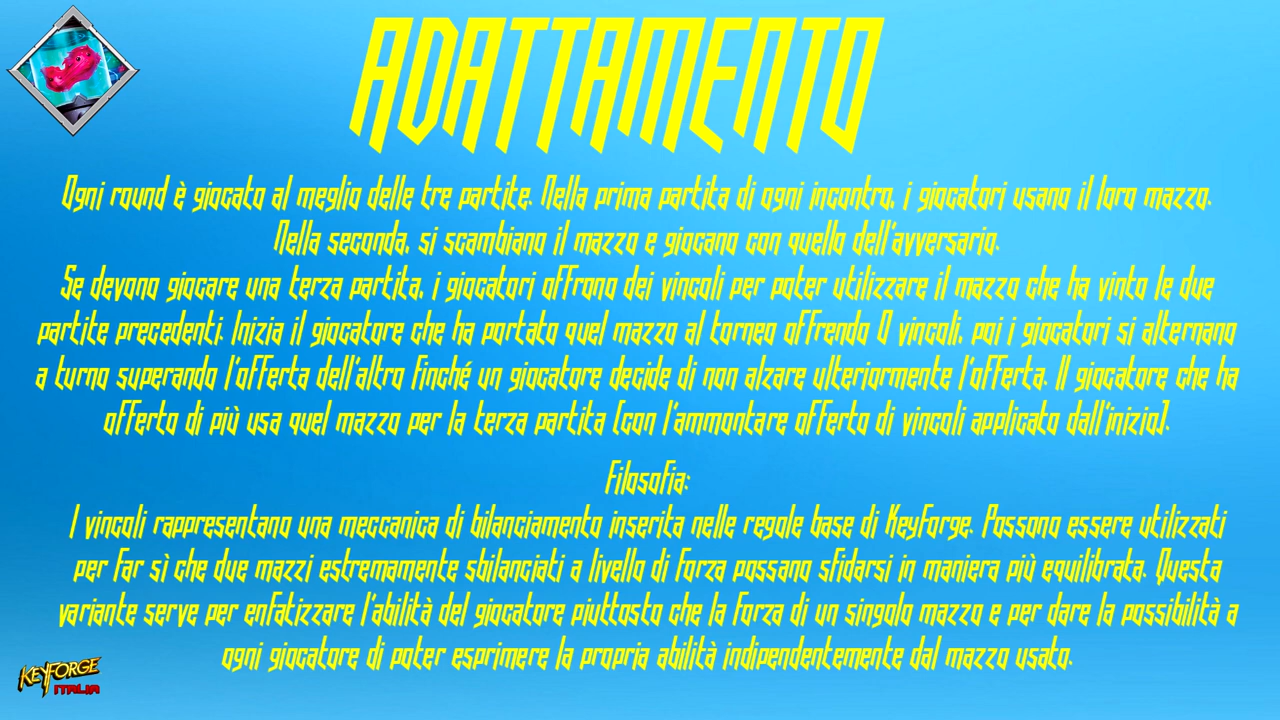 ADATTAMENTO
Ogni round è giocato al meglio delle tre partite. Nella prima partita di ogni incontro, i giocatori usano il loro mazzo.
Nella seconda, si scambiano il mazzo e giocano con quello dell'avversario.
Se devono giocare una terza partita, i giocatori offrono dei vincoli per poter utilizzare il mazzo che ha vinto le due
partite precedenti. Inizia il giocatore che ha portato quel mazzo al torneo offrendo 0 vincoli, poi i giocatori si alternano
a turno superando l'offerta dell'altro finché un giocatore decide di non alzare ulteriormente l'offerta. Il giocatore che ha
offerto di più usa quel mazzo per la terza partita (con l'ammontare offerto di vincoli applicato dall'inizio).
Filosofia:
I vincoli rappresentano una meccanica di bilanciamento inserita nelle regole base di KeyForge. Possono essere utilizzati
per far sì che due mazzi estremamente sbilanciati a livello di forza possano sfidarsi in maniera più equilibrata. Questa
variante serve per enfatizzare l'abilità del giocatore piuttosto che la forza di un singolo mazzo e per dare la possibilità a
ogni giocatore di poter esprimere la propria abilità indipendentemente dal mazzo usato.
KEYFORGE
ITALIA